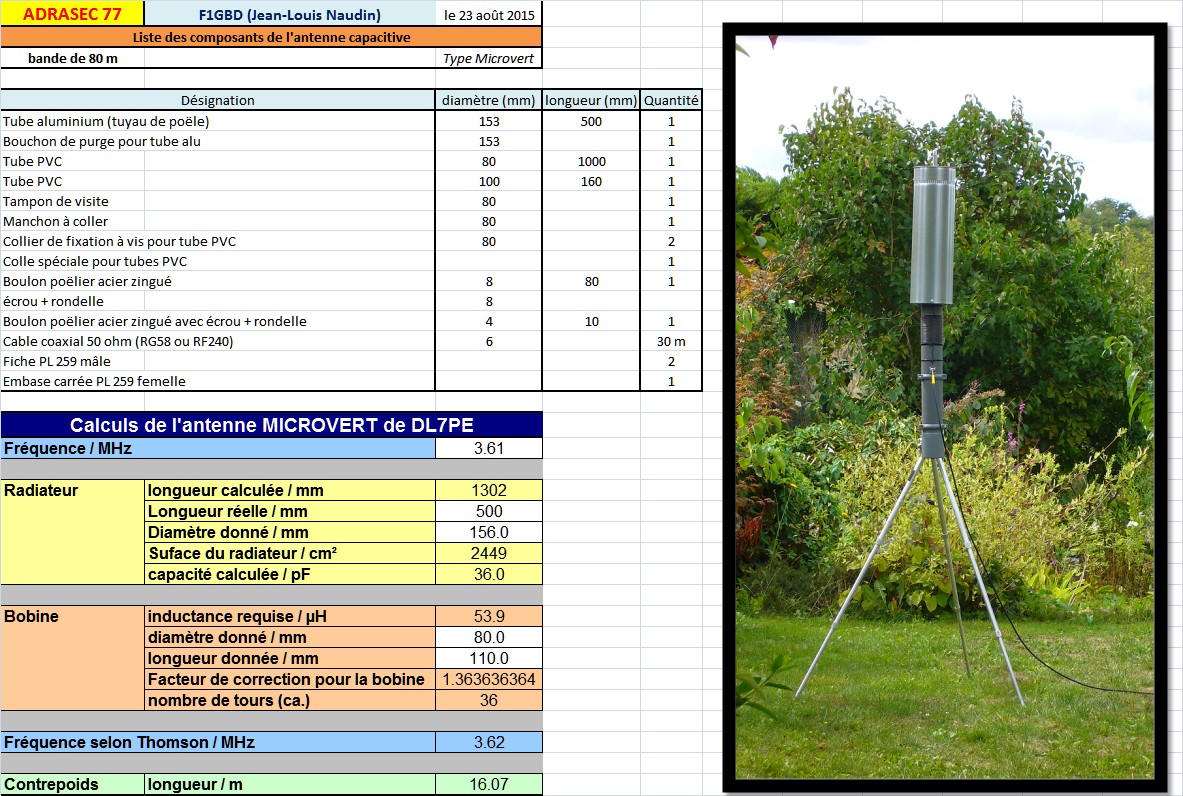 ADRASEC 77 F1GBD (Jean-Louis Naudin) le 23 août 2015
Liste des composants de l'antenne capacitive
bande de 80 m Type Microvert
Désignation diamètre (mm) longueur (mm) Quantité
Tube aluminium (tuyau de poële) 153 500 1
Bouchon de purge pour tube alu 153 1
Tube PVC 80 1000 1
Tube PVC 100 160 1
Tampon de visite 80 1
Manchon à coller 80 1
Collier de fixation à vis pour tube PVC 80 2
Colle spéciale pour tubes PVC 1
Boulon poëlier acier zingué 8 80 1
écrou + rondelle 8
Boulon poëlier acier zingué avec écrou + rondelle 4 10 1
Cable coaxial 50 ohm (RG58 ou RF240) 6 30 m
Fiche PL 259 mâle 2
Embase carrée PL 259 femelle 1
Calculs de l'antenne MICROVERT de DL7PE
Fréquence / MHz 3.61
Radiateur longueur calculée / mm 1302
Longueur réelle / mm 500
Diamètre donné / mm 156.0
Suface du radiateur / cm² 2449
capacité calculée / pF 36.0
Bobine inductance requise / µH 53.9
diamètre donné / mm 80.0
longueur donnée / mm 110.0
Facteur de correction pour la bobine 1.363636364
nombre de tours (ca.) 36
Fréquence selon Thomson / MHz 3.62
Contrepoids longueur / m 16.07